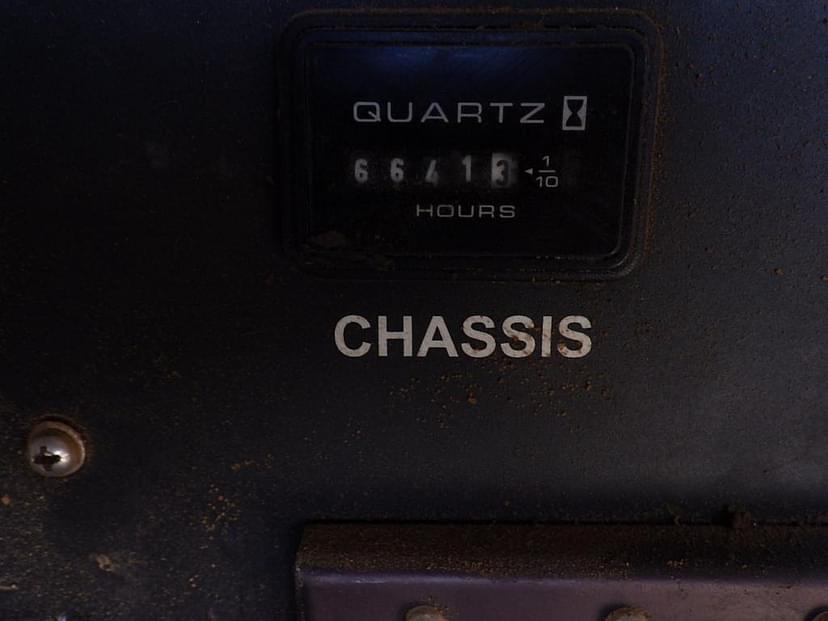 QUARTZ
66413 1/10
HOURS
CHASSIS